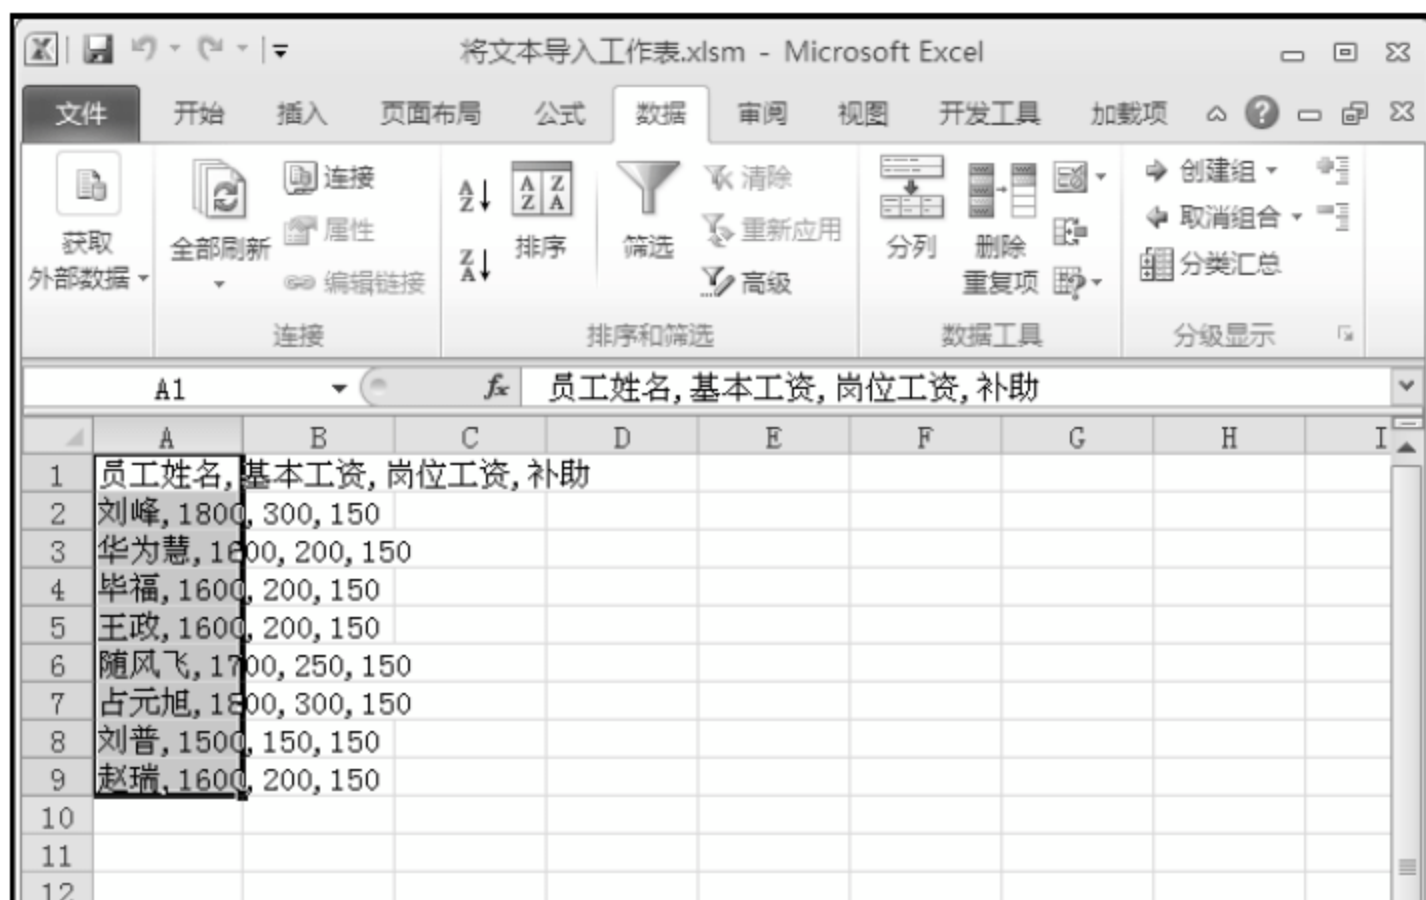 将文本导入工作表.xlsm - Microsoft Excel
文件 开始 插入 页面布局 公式 数据 审阅 视图 开发工具 加载项
获取 外部数据
全部刷新
连接
属性
编辑链接
连接
排序
筛选
清除
重新应用
高级
排序和筛选
分列
删除 重复项
数据工具
创建组
取消组合
分类汇总
分级显示
A1 fx 员工姓名,基本工资,岗位工资,补助
A B C D E F G H I
1 员工姓名,基本工资,岗位工资,补助
2 刘峰,1800,300,150
3 华为慧,1600,200,150
4 毕福,1600,200,150
5 王政,1600,200,150
6 随风飞,1700,250,150
7 占元旭,1800,300,150
8 刘普,1500,150,150
9 赵瑞,1600,200,150
10
11
12